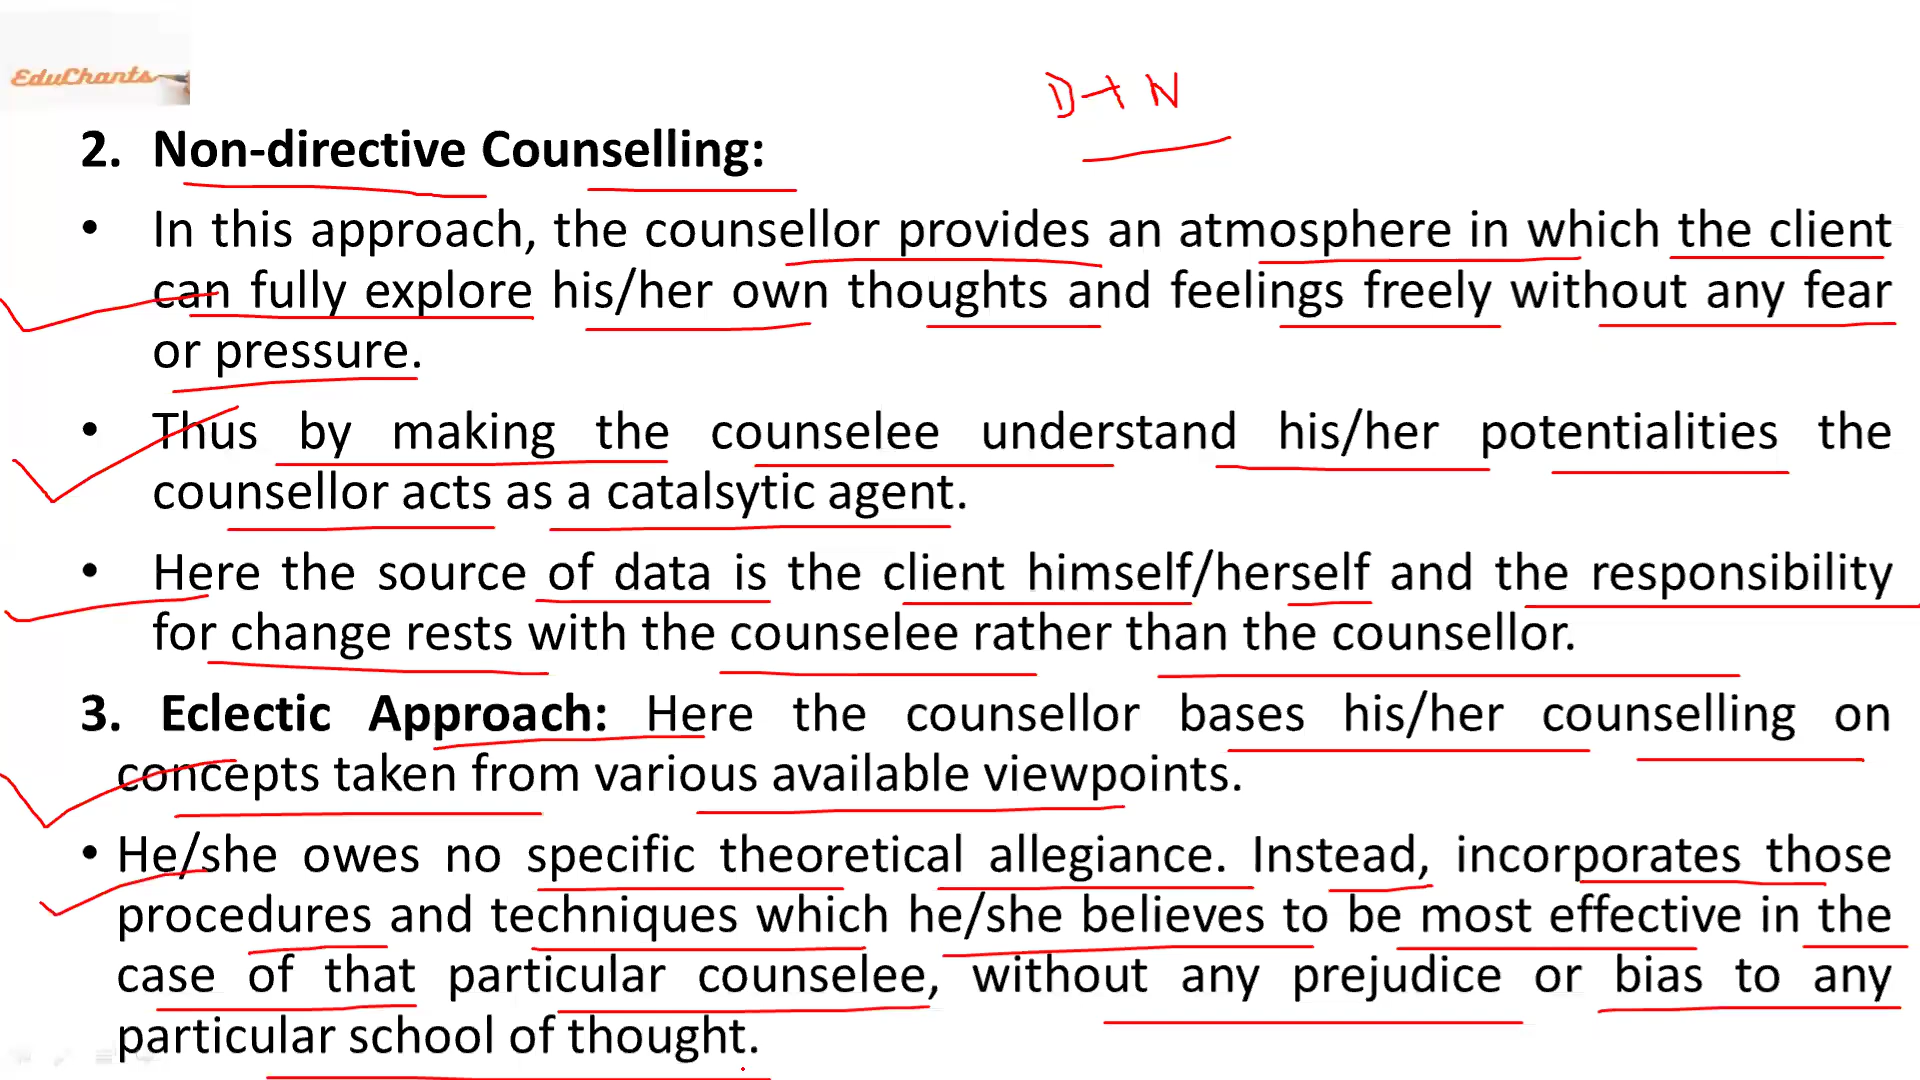 EduChants
D + N
2. Non-directive Counselling:
• In this approach, the counsellor provides an atmosphere in which the client
can fully explore his/her own thoughts and feelings freely without any fear
or pressure.
• Thus by making the counselee understand his/her potentialities the
counsellor acts as a catalsytic agent.
• Here the source of data is the client himself/herself and the responsibility
for change rests with the counselee rather than the counsellor.
3. Eclectic Approach: Here the counsellor bases his/her counselling on
concepts taken from various available viewpoints.
• He/she owes no specific theoretical allegiance. Instead, incorporates those
procedures and techniques which he/she believes to be most effective in the
case of that particular counselee, without any prejudice or bias to any
particular school of thought.